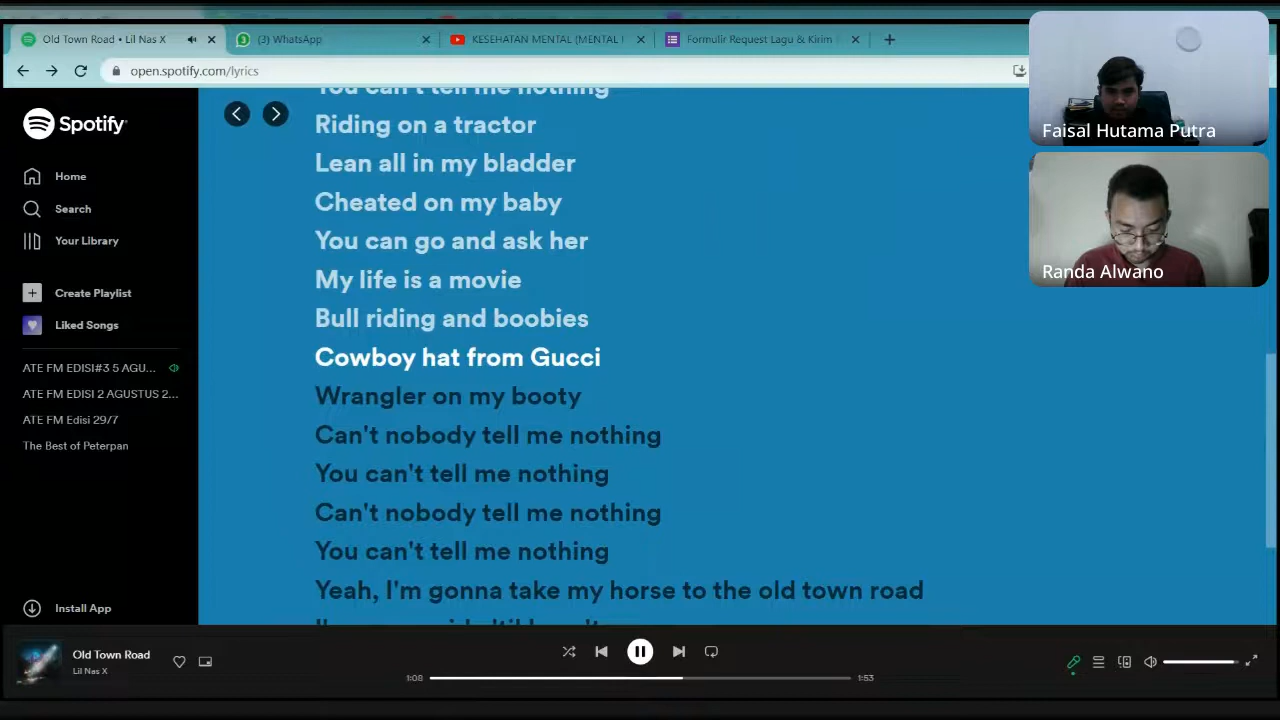 Old Town Road • Lil Nas X
(3) WhatsApp
KESEHATAN MENTAL (MENTAL
Formulir Request Lagu & Kirim
open.spotify.com/lyrics
Faisal Hutama Putra
Randa Alwano
Spotify
Home
Search
Your Library
Create Playlist
Liked Songs
ATE FM EDISI#3 5 AGU...
ATE FM EDISI 2 AGUSTUS 2...
ATE FM Edisi 29/7
The Best of Peterpan
Install App
You can't tell me nothing
Riding on a tractor
Lean all in my bladder
Cheated on my baby
You can go and ask her
My life is a movie
Bull riding and boobies
Cowboy hat from Gucci
Wrangler on my booty
Can't nobody tell me nothing
You can't tell me nothing
Can't nobody tell me nothing
You can't tell me nothing
Yeah, I'm gonna take my horse to the old town road
Old Town Road
Lil Nas X
1:08
1:53